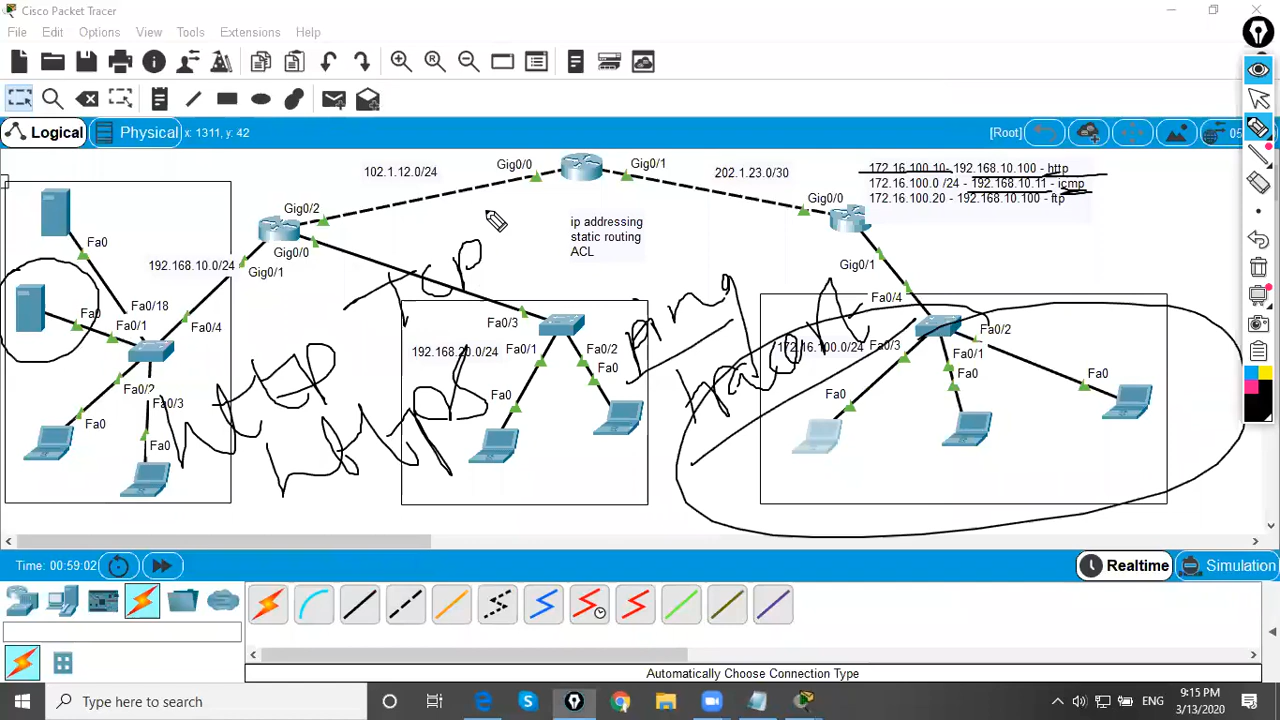 Cisco Packet Tracer
File Edit Options View Tools Extensions Help
Logical Physical x: 1311, y: 42 [Root] 05
102.1.12.0/24 Gig0/0 Gig0/1 202.1.23.0/30
172.16.100.10- 192.168.10.100 - http
172.16.100.0 /24 - 192.168.10.11 - icmp
172.16.100.20 - 192.168.10.100 - ftp
Gig0/2 Gig0/0
ip addressing
static routing
ACL
Fa0 192.168.10.0/24 Gig0/0 Gig0/1 Gig0/1
TCP ping
Fa0/18 Fa0/4
Fa0 Fa0/1 Fa0/4 Fa0/3 Fa0/2
192.168.20.0/24 Fa0/1 Fa0/2 172.16.100.0/24 Fa0/3 Fa0/1
http Fa0 Fa0 Fa0
Fa0/2 Fa0/3 Fa0 Fa0
https
Fa0 Fa0
Time: 00:59:02 Realtime Simulation
Automatically Choose Connection Type
Type here to search ENG 9:15 PM
3/13/2020